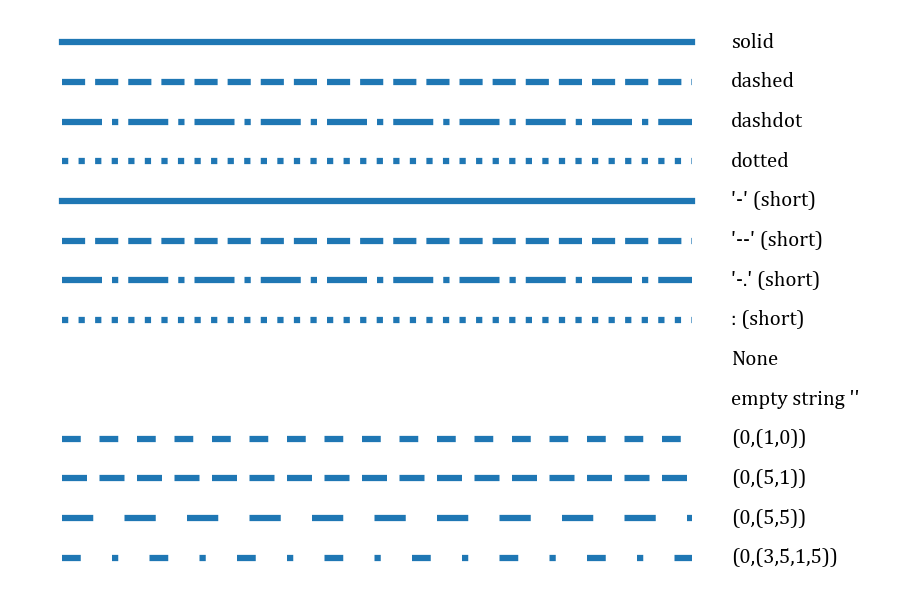 solid
dashed
dashdot
dotted
'-' (short)
'--' (short)
'-.' (short)
: (short)
None
empty string ''
(0,(1,0))
(0,(5,1))
(0,(5,5))
(0,(3,5,1,5))